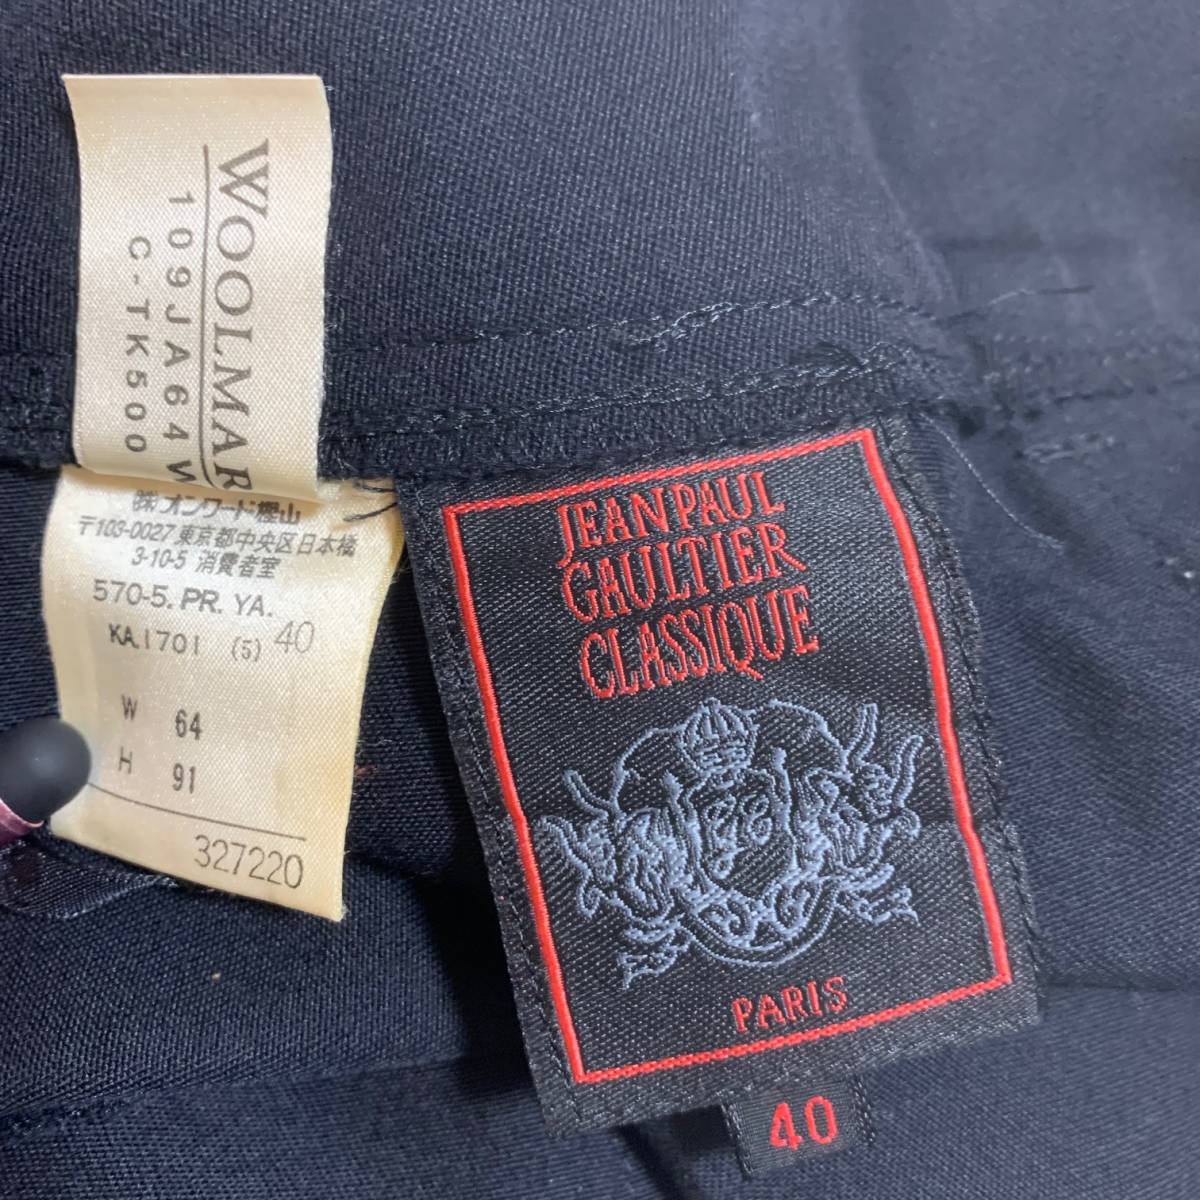 WOOLMAR
109JA64W
C-TK500
㈱オンワード樫山
〒103-0027 東京都中央区日本橋
3-10-5 消費者室
570-5. PR. YA.
KA.1701 (5) 40
W 64
H 91
327220
JEAN PAUL
GAULTIER
CLASSIQUE
PARIS
40